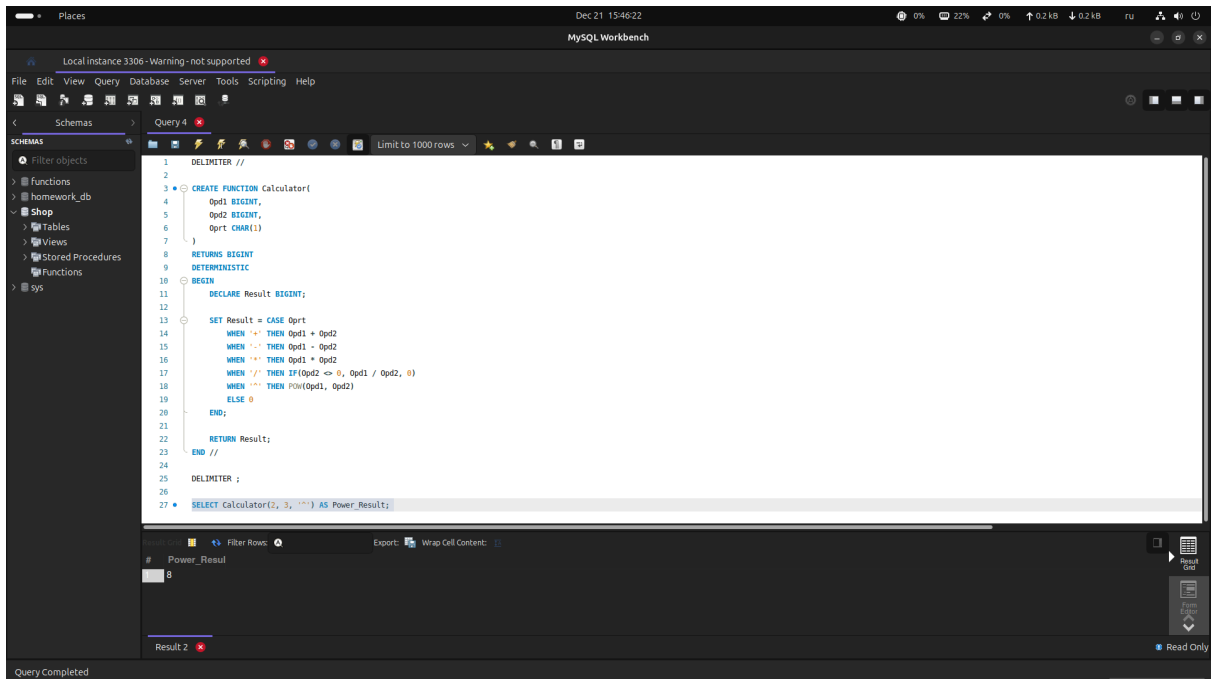 Places
Dec 21 15:46:22
0% 22% 0% 0.2 kB 0.2 kB ru
MySQL Workbench
Local instance 3306 - Warning - not supported
File Edit View Query Database Server Tools Scripting Help
Schemas
Query 4
SCHEMAS
Limit to 1000 rows
Filter objects
functions
homework_db
Shop
Tables
Views
Stored Procedures
Functions
sys
1 DELIMITER //
2
3 CREATE FUNCTION Calculator(
4 Opd1 BIGINT,
5 Opd2 BIGINT,
6 Oprt CHAR(1)
7 )
8 RETURNS BIGINT
9 DETERMINISTIC
10 BEGIN
11 DECLARE Result BIGINT;
12
13 SET Result = CASE Oprt
14 WHEN '+' THEN Opd1 + Opd2
15 WHEN '-' THEN Opd1 - Opd2
16 WHEN '*' THEN Opd1 * Opd2
17 WHEN '/' THEN IF(Opd2 <> 0, Opd1 / Opd2, 0)
18 WHEN '^' THEN POW(Opd1, Opd2)
19 ELSE 0
20 END;
21
22 RETURN Result;
23 END //
24
25 DELIMITER ;
26
27 SELECT Calculator(2, 3, '^') AS Power_Result;
Result Grid Filter Rows: Export: Wrap Cell Content:
# Power_Resul
1 8
Result Grid
Form Editor
Result 2
Read Only
Query Completed